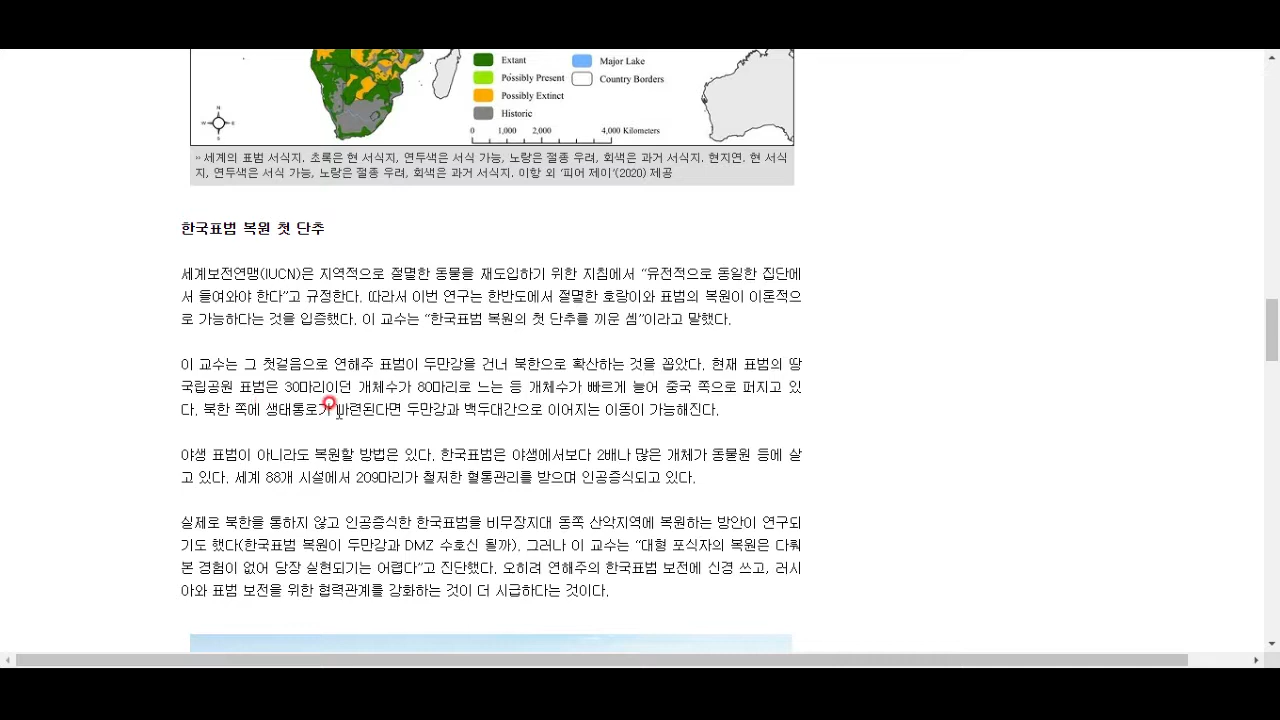 Extant
Major Lake
Possibly Present
Country Borders
Possibly Extinct
Historic
N
W E
S
0 1,000 2,000 4,000 Kilometers
세계의 표범 서식지. 초록은 현 서식지, 연두색은 서식 가능, 노랑은 절종 우려, 회색은 과거 서식지. 현지연. 현 서식
지, 연두색은 서식 가능, 노랑은 절종 우려, 회색은 과거 서식지. 이항 외 ‘피어 제이’(2020) 제공
한국표범 복원 첫 단추
세계보전연맹(IUCN)은 지역적으로 절멸한 동물을 재도입하기 위한 지침에서 “유전적으로 동일한 집단에
서 들여와야 한다”고 규정한다. 따라서 이번 연구는 한반도에서 절멸한 호랑이와 표범의 복원이 이론적으
로 가능하다는 것을 입증했다. 이 교수는 “한국표범 복원의 첫 단추를 끼운 셈”이라고 말했다.
이 교수는 그 첫걸음으로 연해주 표범이 두만강을 건너 북한으로 확산하는 것을 꼽았다. 현재 표범의 땅
국립공원 표범은 30마리이던 개체수가 80마리로 느는 등 개체수가 빠르게 늘어 중국 쪽으로 퍼지고 있
다. 북한 쪽에 생태통로가 마련된다면 두만강과 백두대간으로 이어지는 이동이 가능해진다.
야생 표범이 아니라도 복원할 방법은 있다. 한국표범은 야생에서보다 2배나 많은 개체가 동물원 등에 살
고 있다. 세계 88개 시설에서 209마리가 철저한 혈통관리를 받으며 인공증식되고 있다.
실제로 북한을 통하지 않고 인공증식한 한국표범을 비무장지대 동쪽 산악지역에 복원하는 방안이 연구되
기도 했다(한국표범 복원이 두만강과 DMZ 수호신 될까). 그러나 이 교수는 “대형 포식자의 복원은 다뤄
본 경험이 없어 당장 실현되기는 어렵다”고 진단했다. 오히려 연해주의 한국표범 보전에 신경 쓰고, 러시
아와 표범 보전을 위한 협력관계를 강화하는 것이 더 시급하다는 것이다.